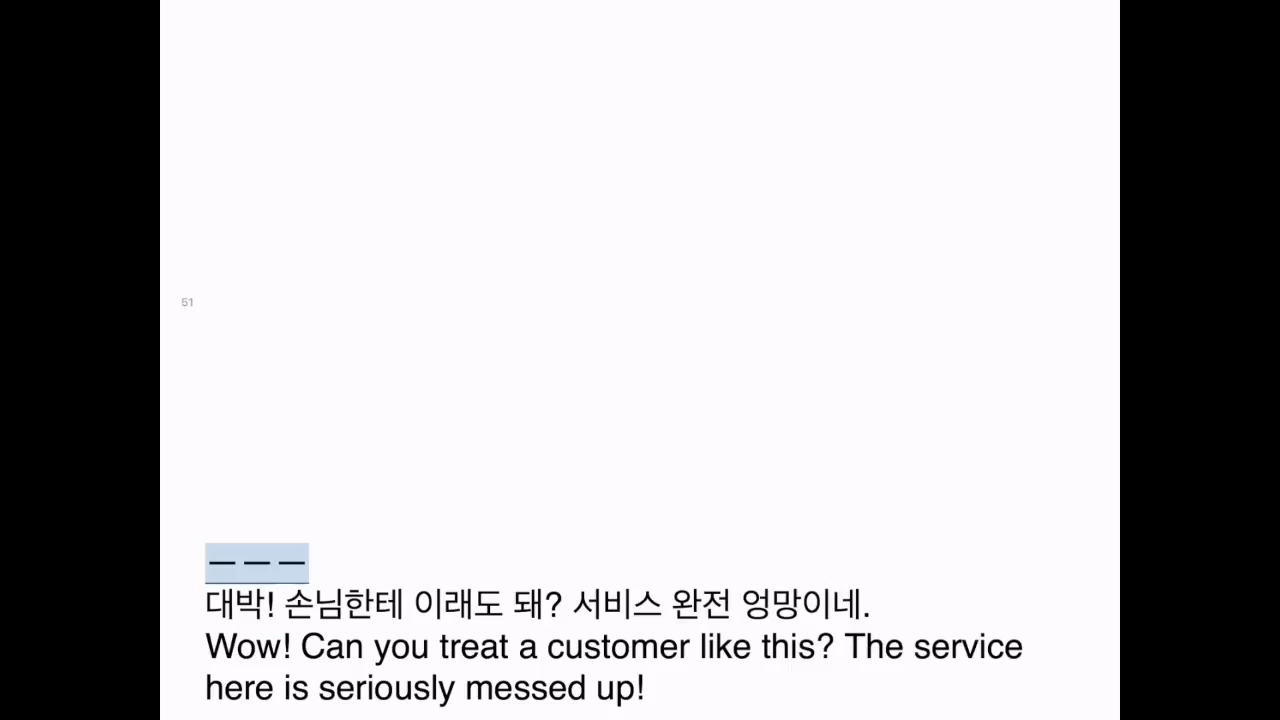 51
ㅡㅡㅡ
대박! 손님한테 이래도 돼? 서비스 완전 엉망이네.
Wow! Can you treat a customer like this? The service
here is seriously messed up!